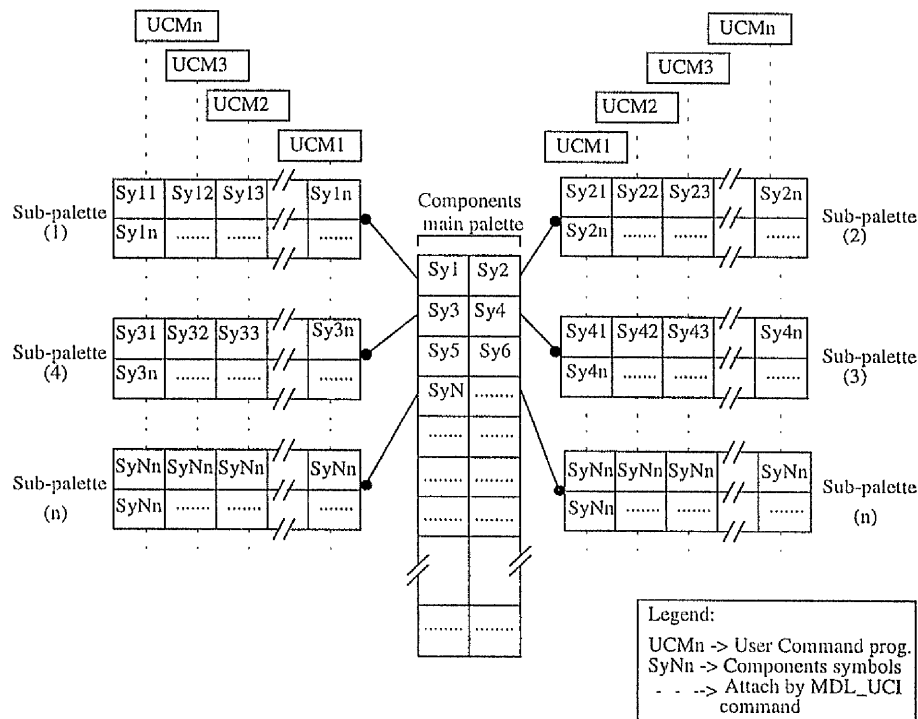 UCMn UCMn
UCM3 UCM3
UCM2 UCM2
UCM1 UCM1
Sub-palette
(1)
Sy11 Sy12 Sy13 // Sy1n
Sy1n ....... ....... // .......
Components
main palette
Sy21 Sy22 Sy23 // Sy2n
Sy2n ....... ....... // .......
Sub-palette
(2)
Sy1 Sy2
Sy3 Sy4
Sy5 Sy6
SyN .......
....... .......
....... .......
....... .......
// //
....... .......
Sub-palette
(4)
Sy31 Sy32 Sy33 // Sy3n
Sy3n ....... ....... // .......
Sy41 Sy42 Sy43 // Sy4n
Sy4n ....... ....... // .......
Sub-palette
(3)
Sub-palette
(n)
SyNn SyNn SyNn // SyNn
SyNn ....... ....... // .......
SyNn SyNn SyNn // SyNn
SyNn ....... ....... // .......
Sub-palette
(n)
Legend:
UCMn -> User Command prog.
SyNn -> Components symbols
- - --> Attach by MDL_UCI
command